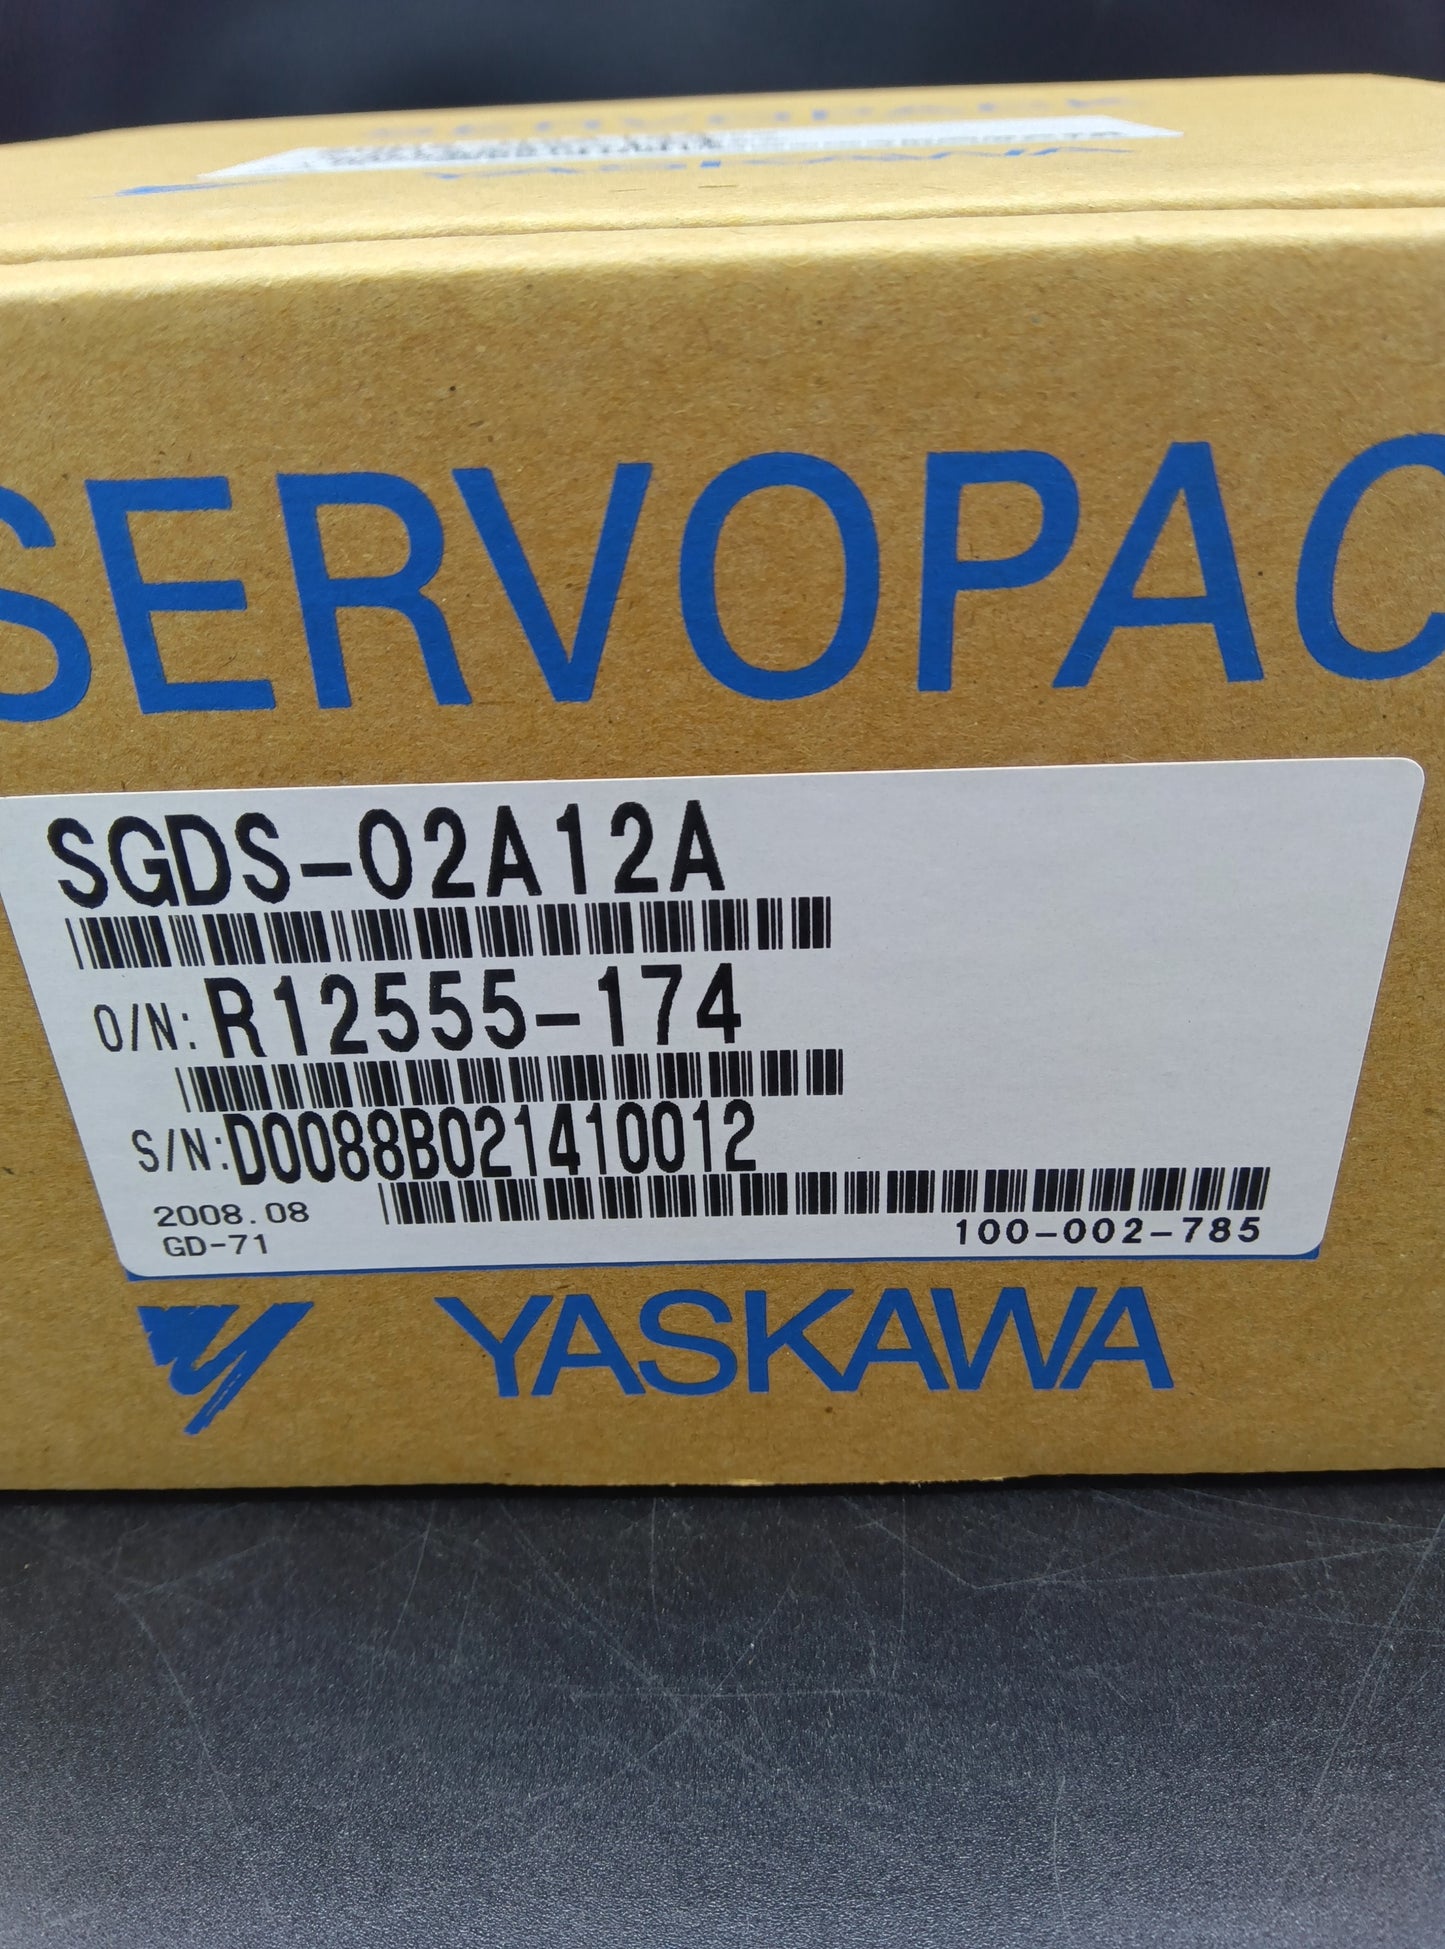 SERVOPAC
SGDS-02A12A
O/N: R12555-174
S/N: D0088B021410012
2008.08
GD-71
100-002-785
YASKAWA